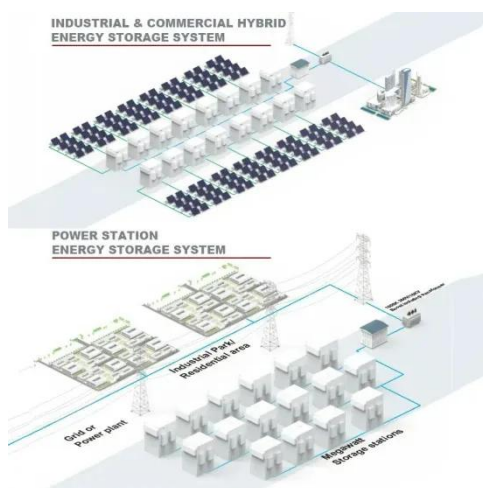 INDUSTRIAL & COMMERCIAL HYBRID
ENERGY STORAGE SYSTEM
POWER STATION
ENERGY STORAGE SYSTEM
Industrial Park/
Residential area
Grid or
Power plant
Megawatt
Storage stations